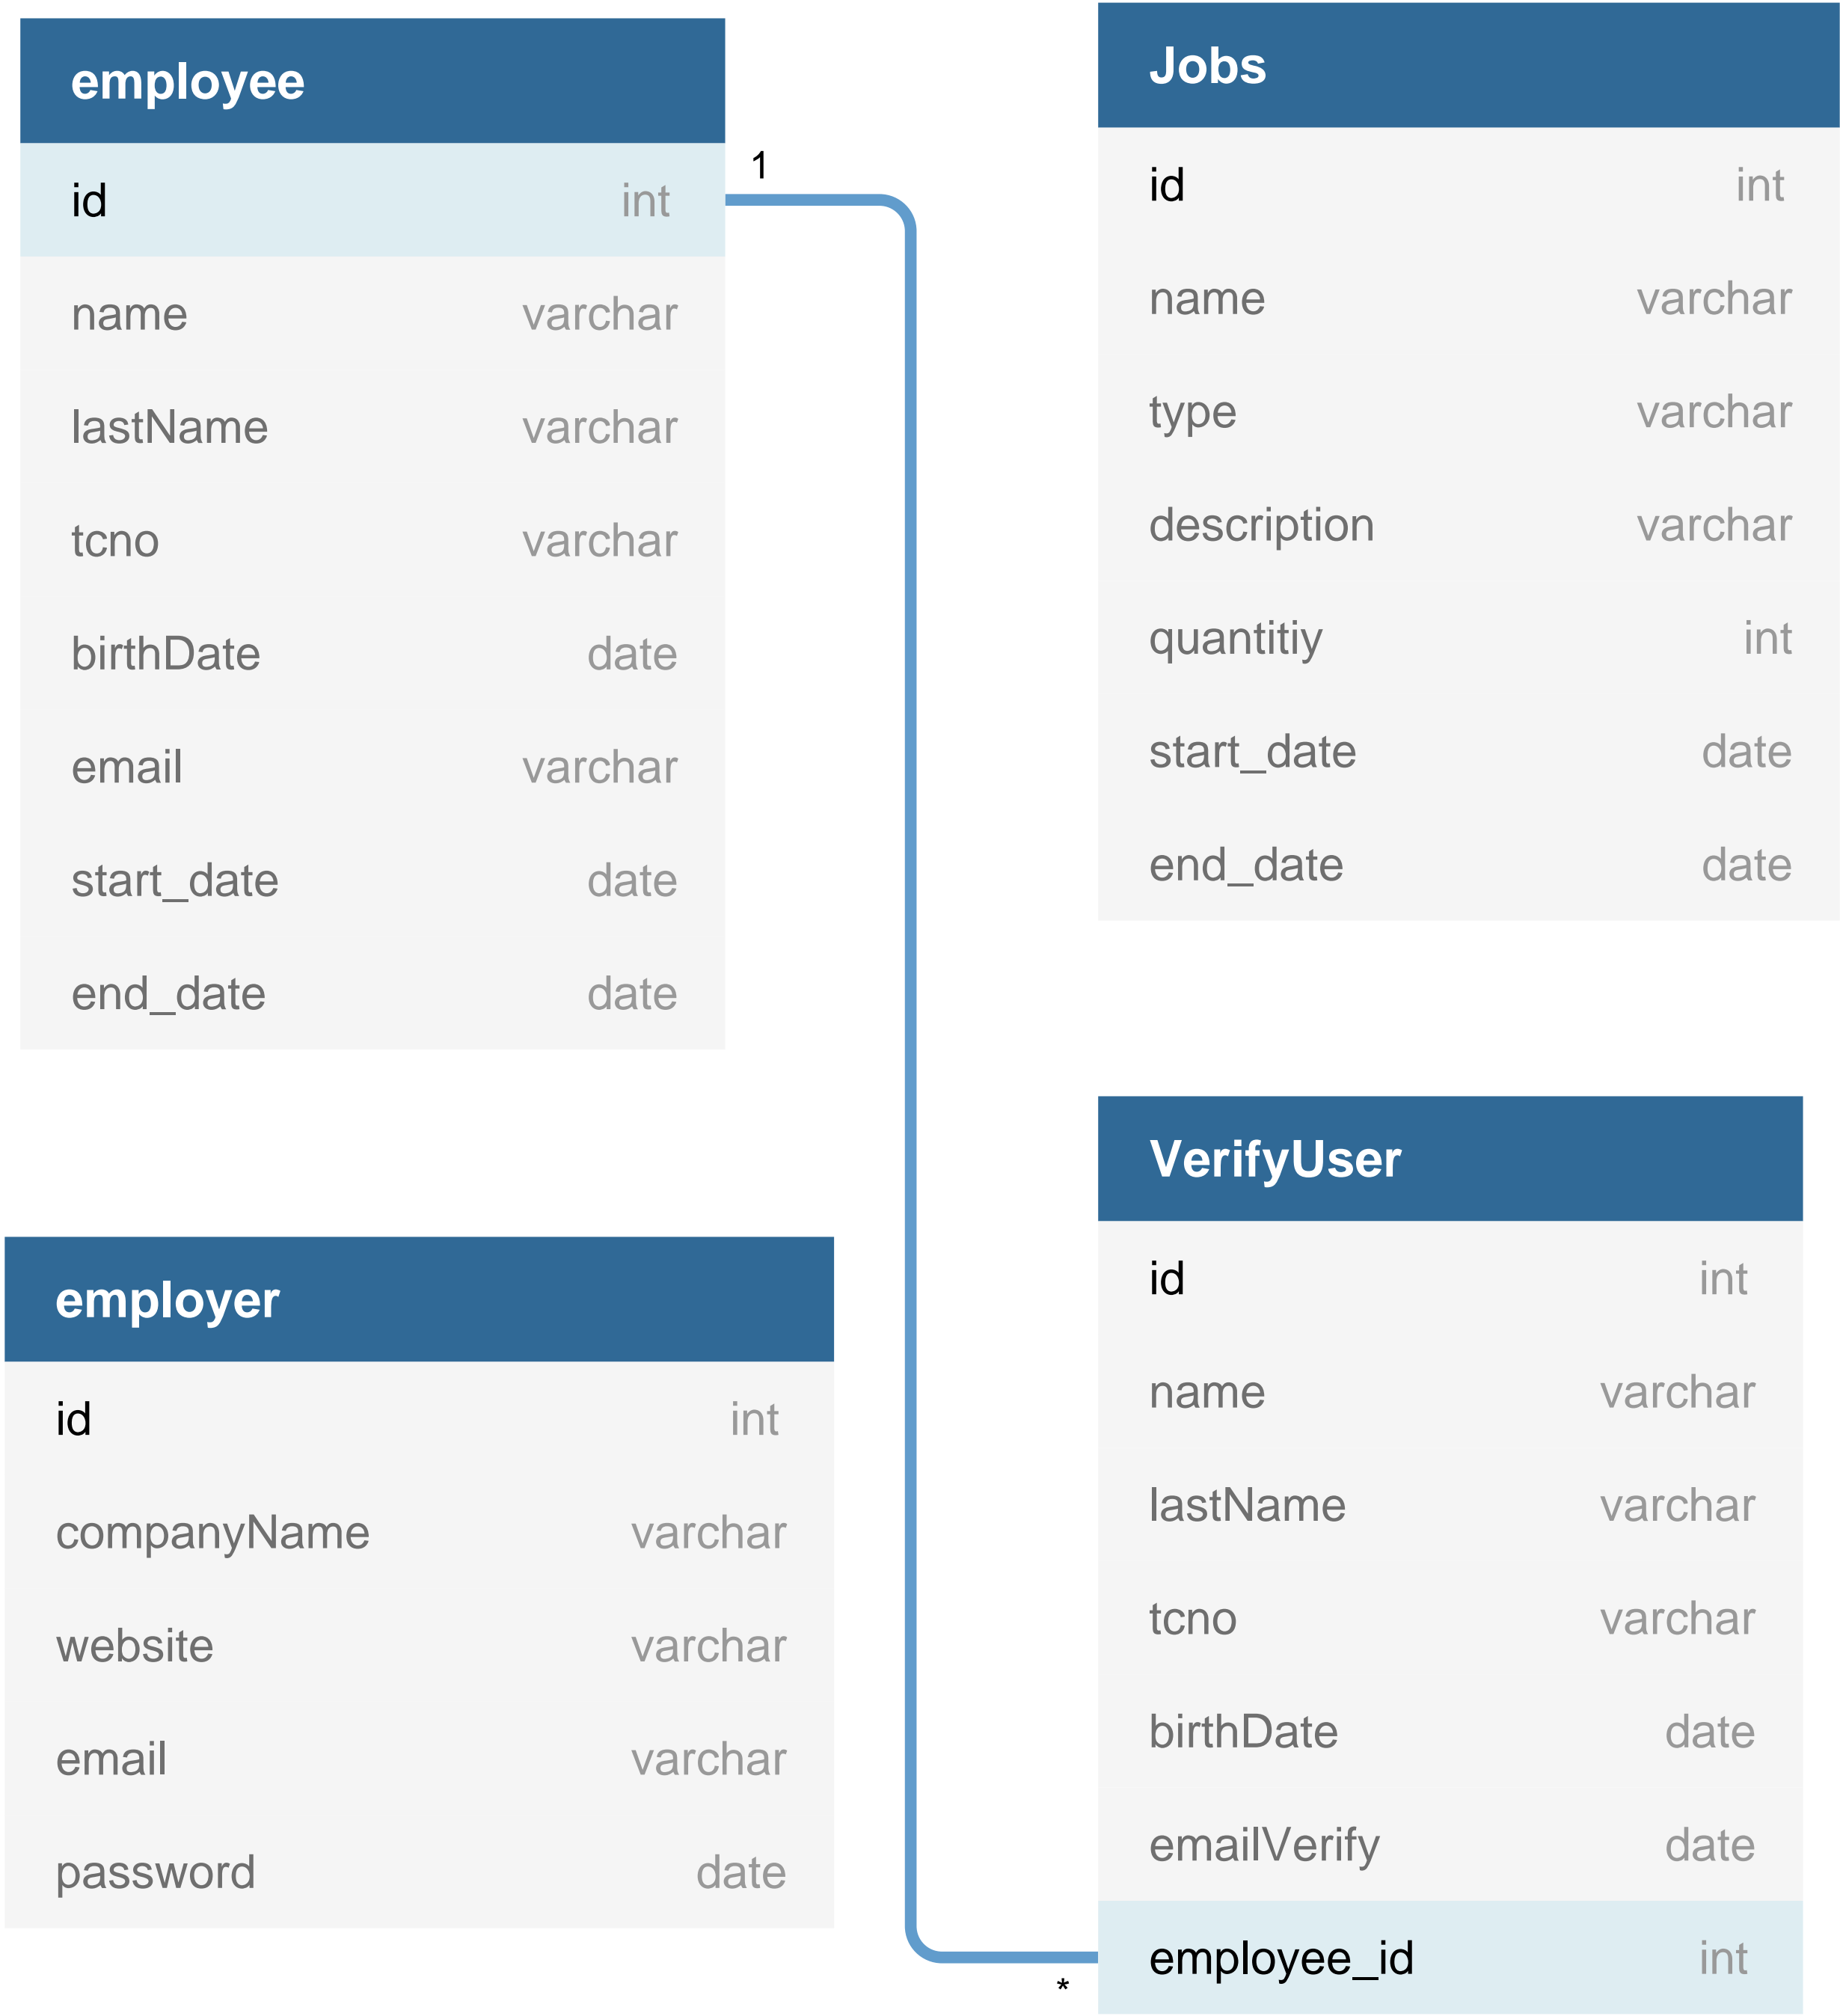 employee
id int
name varchar
lastName varchar
tcno varchar
birthDate date
email varchar
start_date date
end_date date
1
Jobs
id int
name varchar
type varchar
description varchar
quantitiy int
start_date date
end_date date
employer
id int
companyName varchar
website varchar
email varchar
password date
VerifyUser
id int
name varchar
lastName varchar
tcno varchar
birthDate date
emailVerify date
employee_id int
*